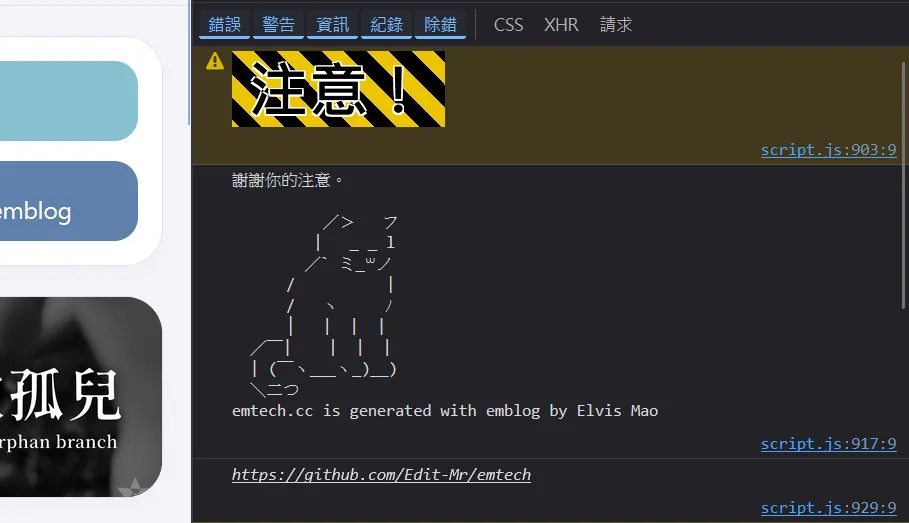 錯誤 警告 資訊 紀錄 除錯 CSS XHR 請求
注意！
script.js:903:9
謝謝你的注意。
      　　　　　／＞　　フ
      　　　　　|  　_　_ l
      　 　　　／` ミ_꒳ノ
      　　 　 /　　　 　 |
      　　　 /　 ヽ　　 ﾉ
      　 　 │　　|　|　|
      　／￣|　　 |　|　|
      　| (￣ヽ＿_ヽ_)__)
      　＼二つ
emtech.cc is generated with emblog by Elvis Mao
script.js:917:9
https://github.com/Edit-Mr/emtech
script.js:929:9
emblog
孤兒
rphan branch